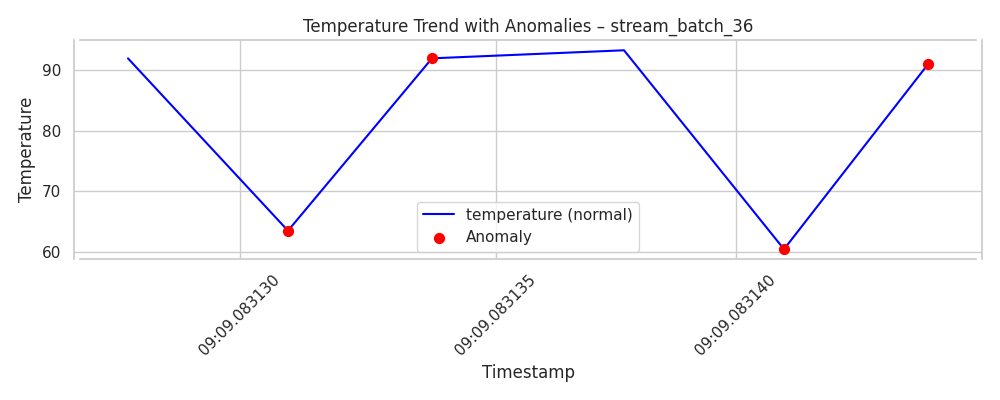 Temperature Trend with Anomalies – stream_batch_36
Temperature
90
80
70
60
temperature (normal)
Anomaly
09:09.083130
09:09.083135
09:09.083140
Timestamp